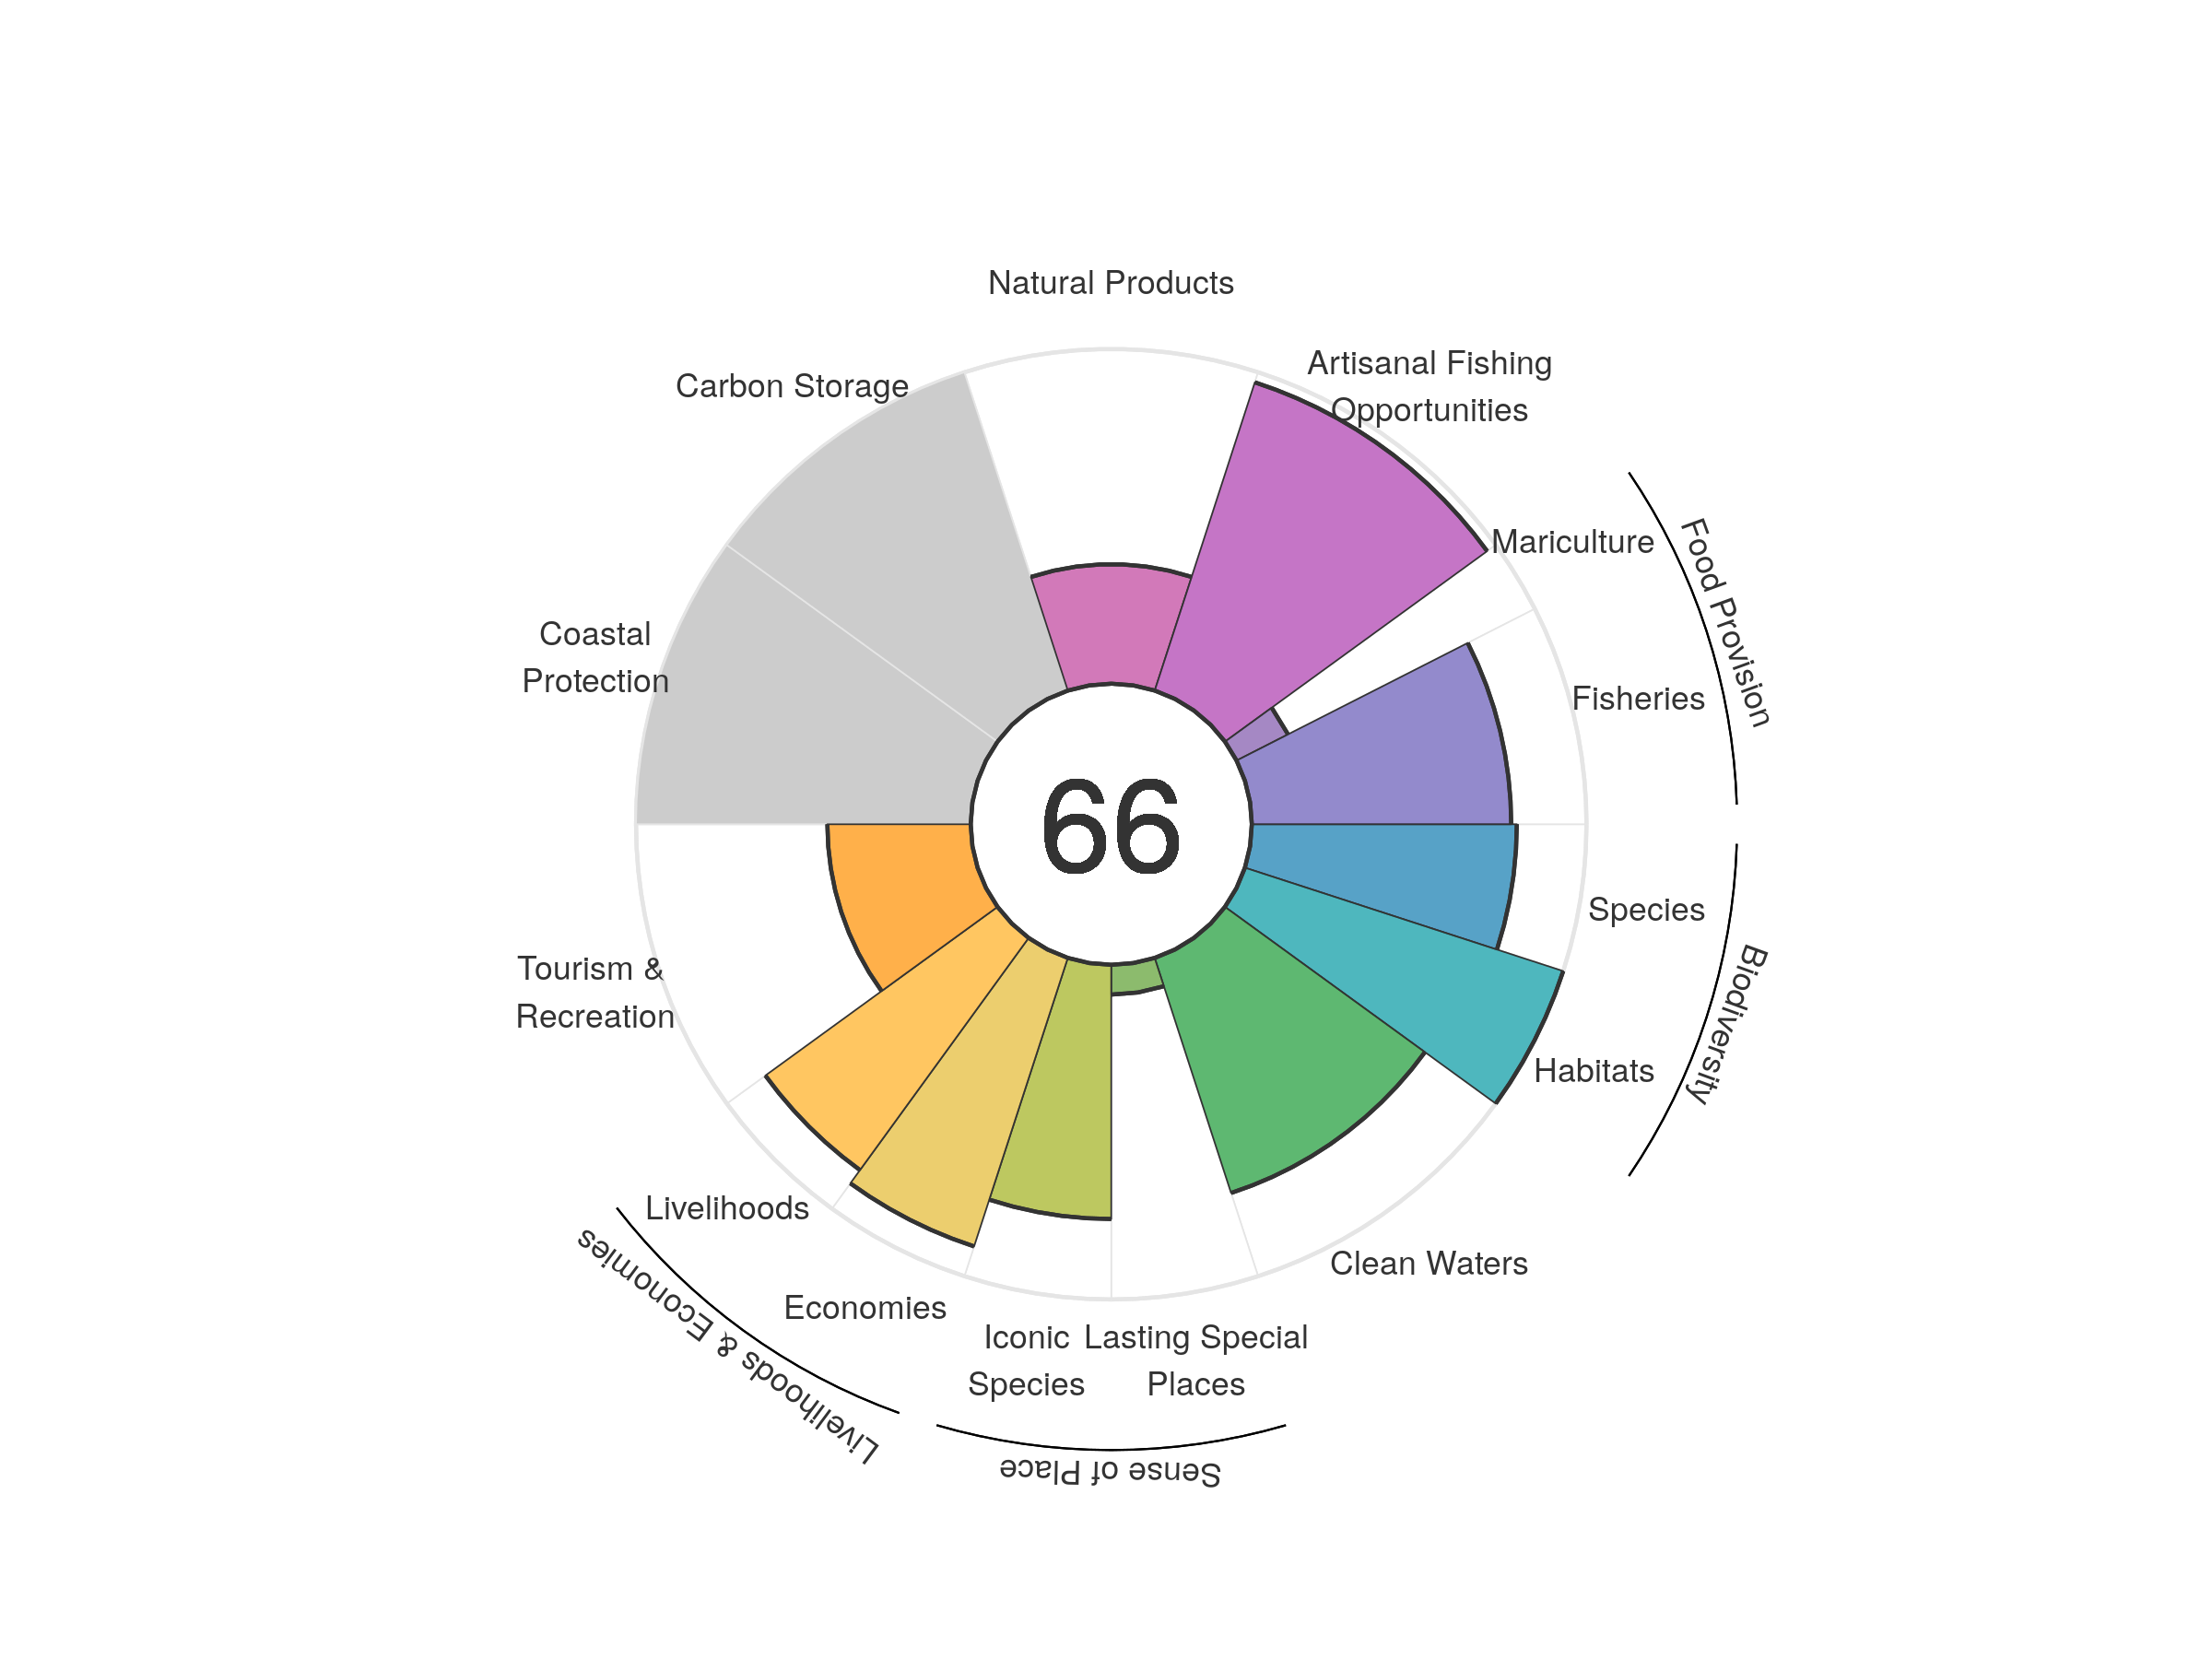 Natural Products
Artisanal Fishing
Opportunities
Carbon Storage
Mariculture
Food Provision
Coastal
Protection
Fisheries
66
Species
Biodiversity
Tourism &
Recreation
Habitats
Livelihoods
Clean Waters
Economies
Livelihoods & Economies
Iconic
Species
Lasting Special
Places
Sense of Place